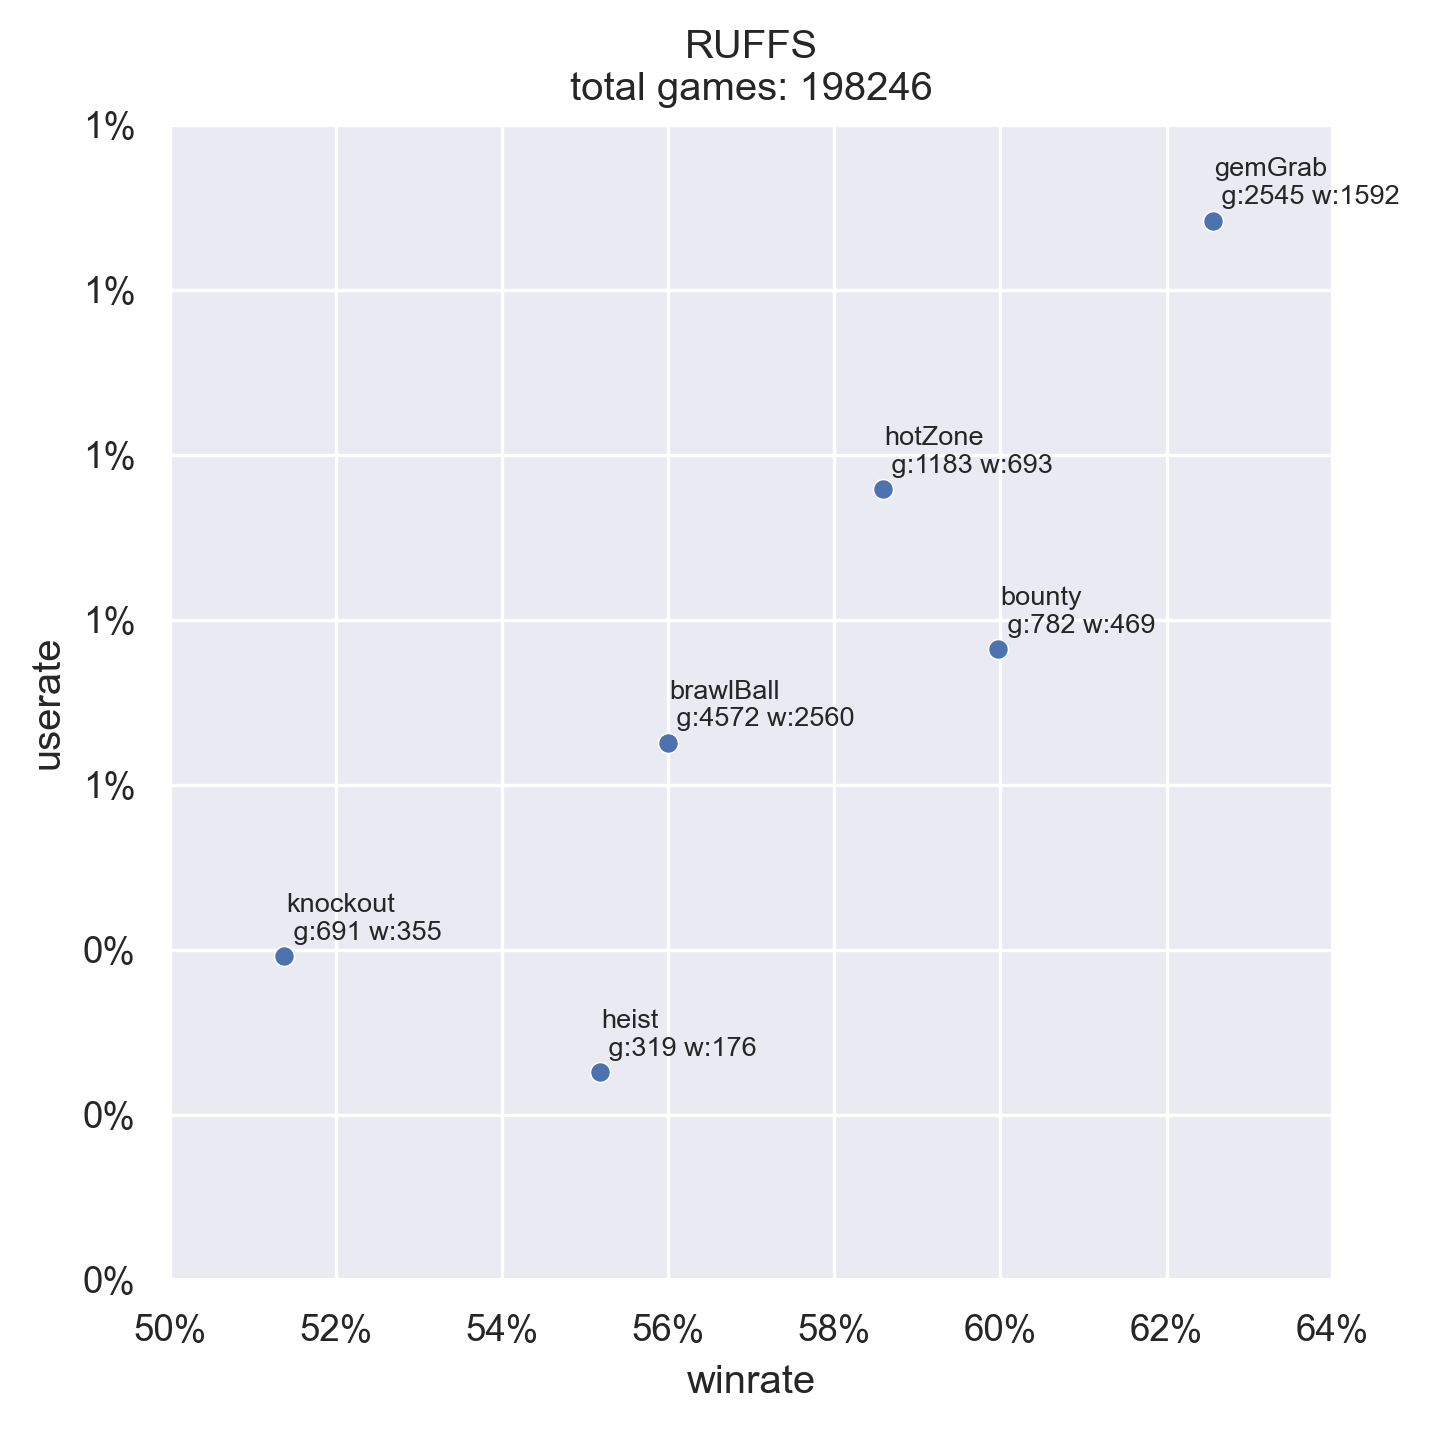 RUFFS
total games: 198246
1%
gemGrab
g:2545 w:1592
1%
hotZone
1%
g:1183 w:693
bounty
1%
g:782 w:469
brawlBall
g:4572 w:2560
1%
knockout
g:691 w:355
0%
heist
g:319 w:176
0%
0%
userate
50% 52% 54% 56% 58% 60% 62% 64%
winrate